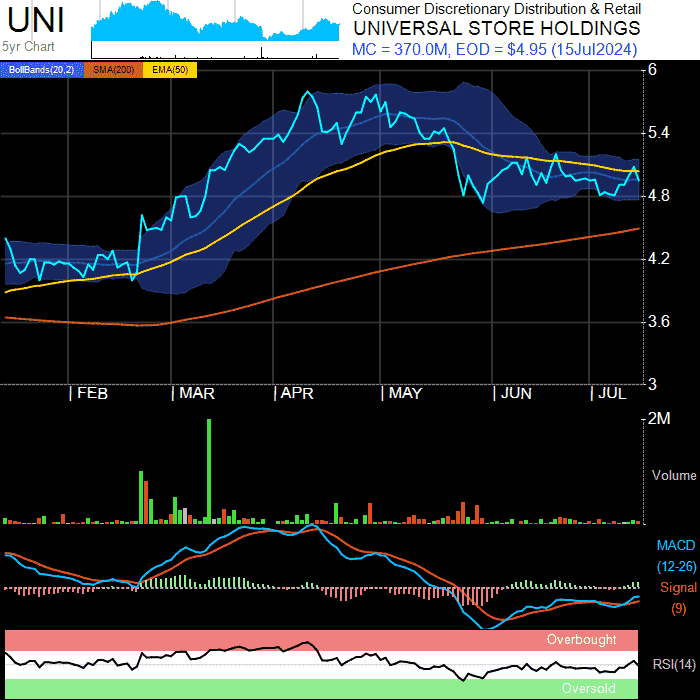 UNI
5yr Chart
Consumer Discretionary Distribution & Retail
UNIVERSAL STORE HOLDINGS
MC = 370.0M, EOD = $4.95 (15Jul2024)
BollBands(20,2) SMA(200) EMA(50)
6
5.4
4.8
4.2
3.6
3
FEB MAR APR MAY JUN JUL
2M
Volume
MACD
(12-26)
Signal
(9)
Overbought
RSI(14)
Oversold